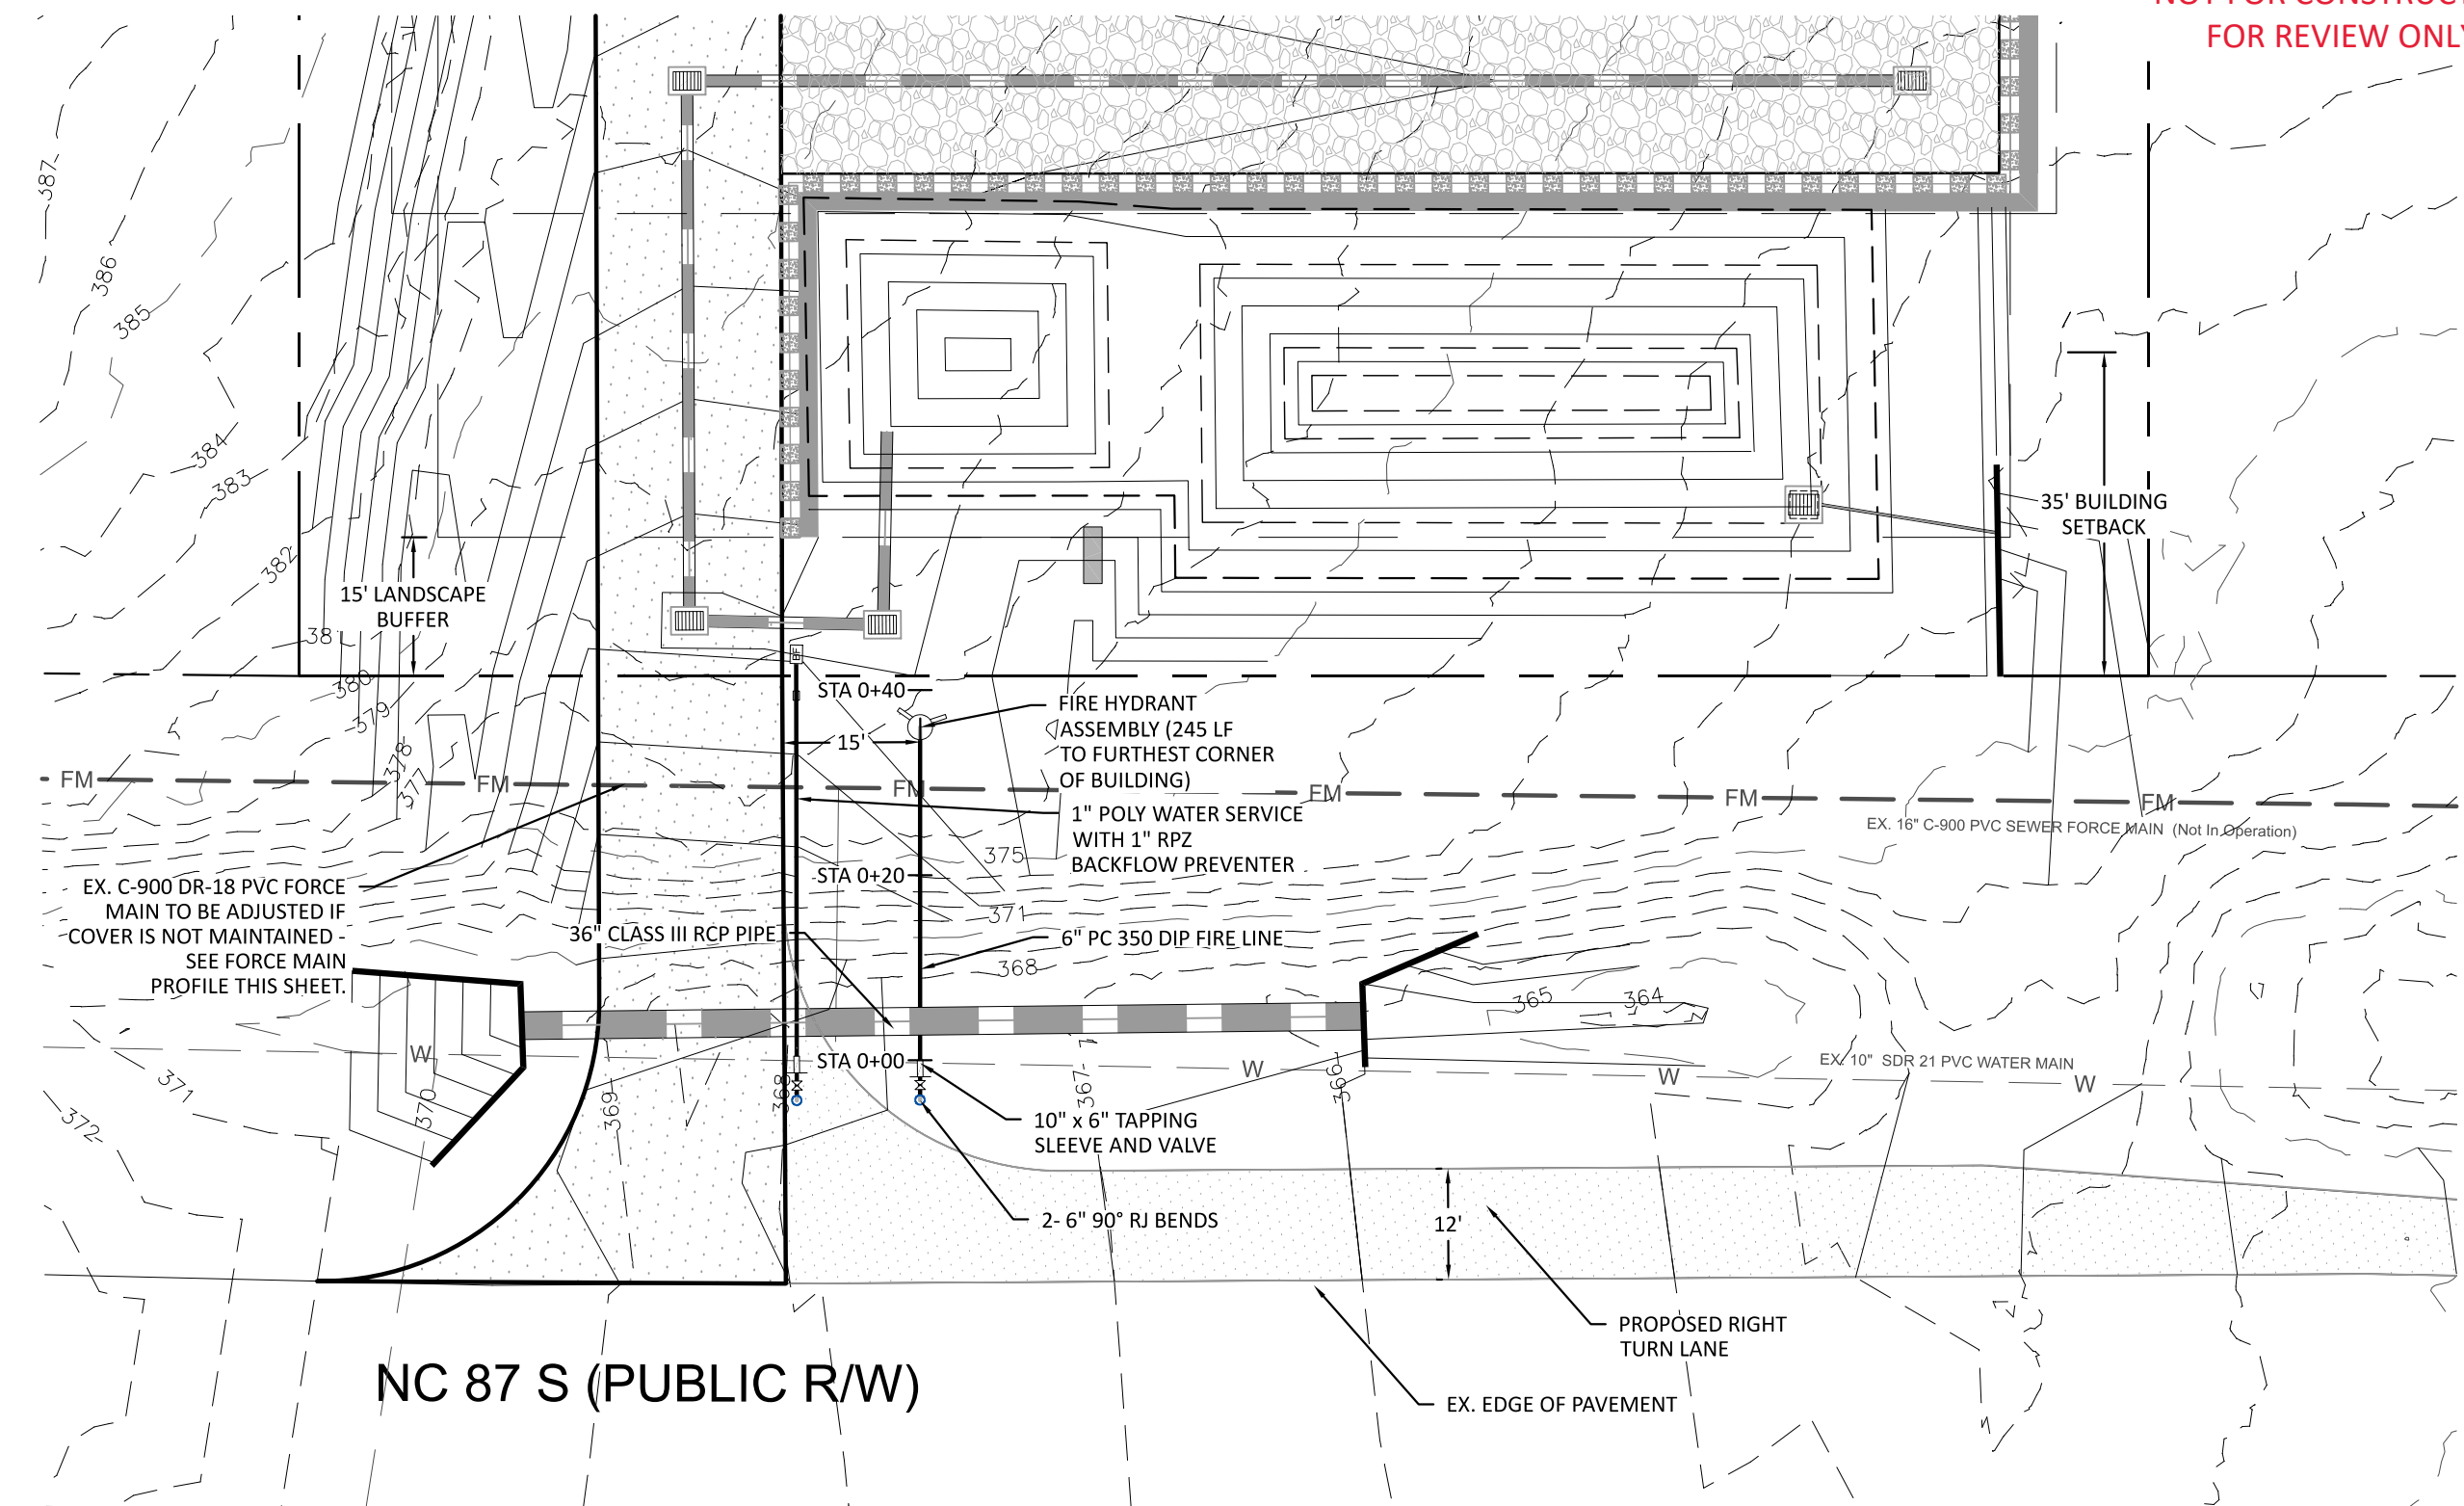 FOR REVIEW ONLY
387
386
385
384
383
382
38
380
379
378
377
15' LANDSCAPE
BUFFER
35' BUILDING
SETBACK
BF
STA 0+40
15'
FIRE HYDRANT
ASSEMBLY (245 LF
TO FURTHEST CORNER
OF BUILDING)
FM
FM
FM
FM
FM
FM
EX. 16" C-900 PVC SEWER FORCE MAIN (Not In Operation)
1" POLY WATER SERVICE
WITH 1" RPZ
BACKFLOW PREVENTER
375
STA 0+20
371
EX. C-900 DR-18 PVC FORCE
MAIN TO BE ADJUSTED IF
COVER IS NOT MAINTAINED -
SEE FORCE MAIN
PROFILE THIS SHEET.
36" CLASS III RCP PIPE
6" PC 350 DIP FIRE LINE
368
365
364
W
STA 0+00
W
W
W
EX. 10" SDR 21 PVC WATER MAIN
371
372
370
369
368
367
366
10" x 6" TAPPING
SLEEVE AND VALVE
2- 6" 90° RJ BENDS
12'
PROPOSED RIGHT
TURN LANE
EX. EDGE OF PAVEMENT
NC 87 S (PUBLIC R/W)